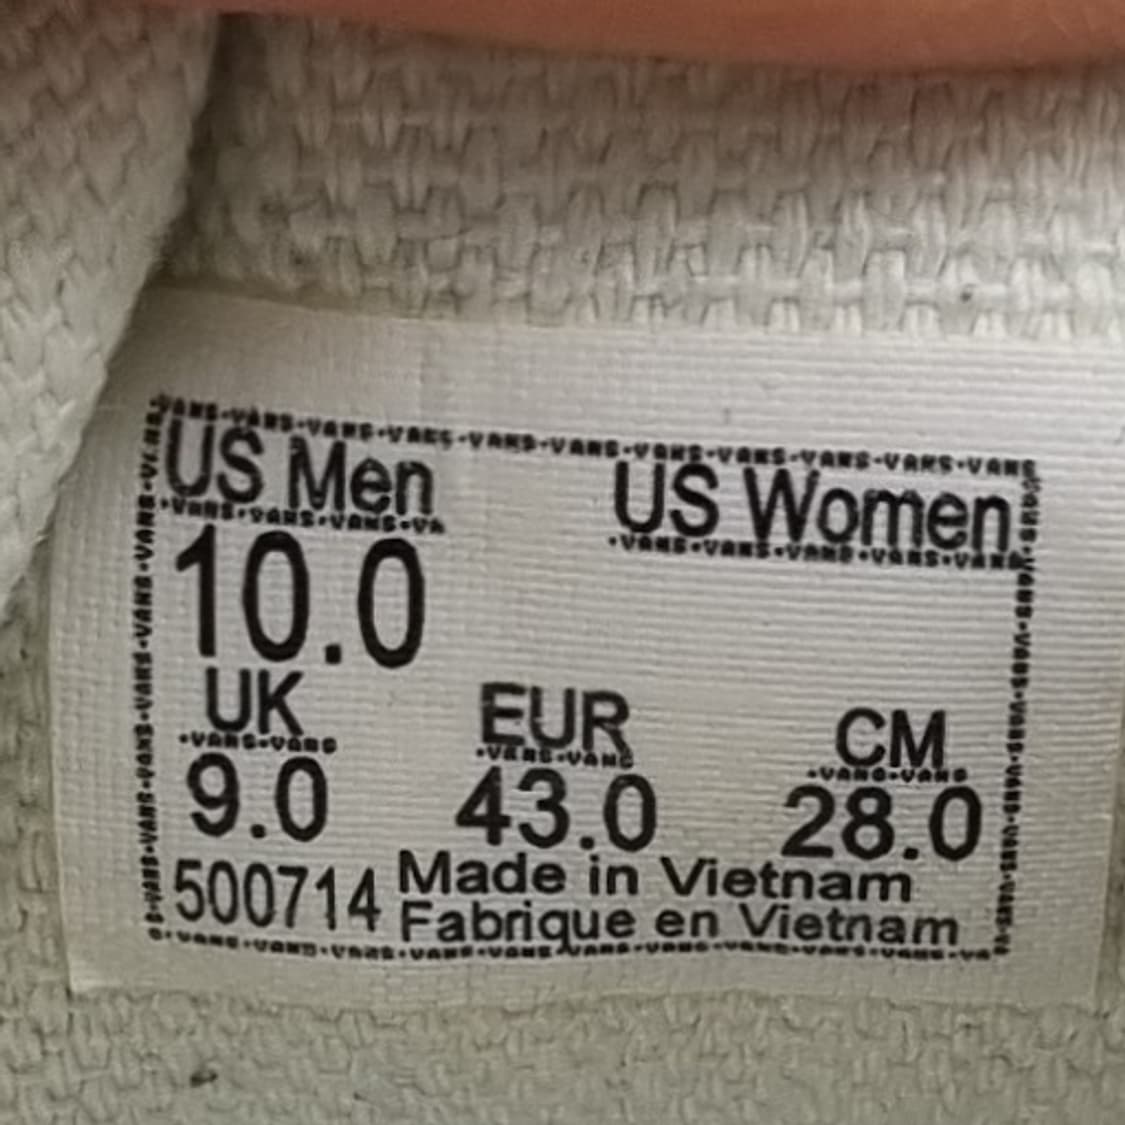 US Men US Women
10.0
UK EUR CM
9.0 43.0 28.0
500714 Made in Vietnam
Fabrique en Vietnam